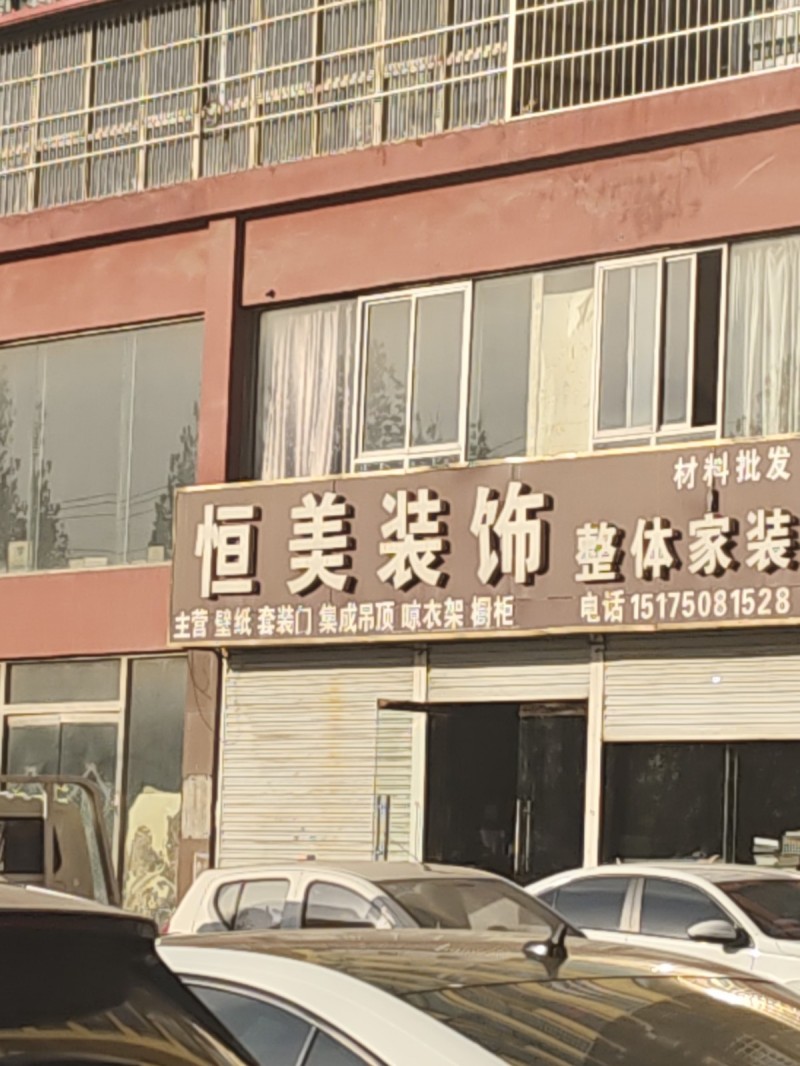 材料批发
恒美装饰 整体家装
主营 壁纸 套装门 集成吊顶 晾衣架 橱柜 电话 15175081528